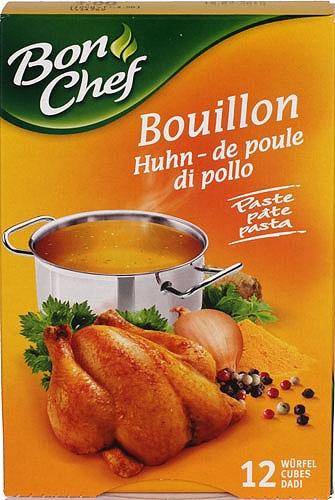 Bon
Chef
Bouillon
Huhn - de poule
di pollo
Paste
pâte
pasta
12 WÜRFEL
CUBES
DADI